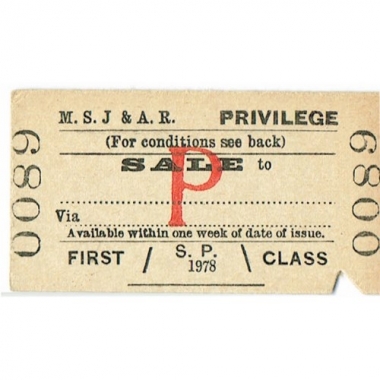 M. S. J & A. R. PRIVILEGE
(For conditions see back)
SALE to
P
Via
Available within one week of date of issue.
FIRST / S. P. / CLASS
1978
0089
0089